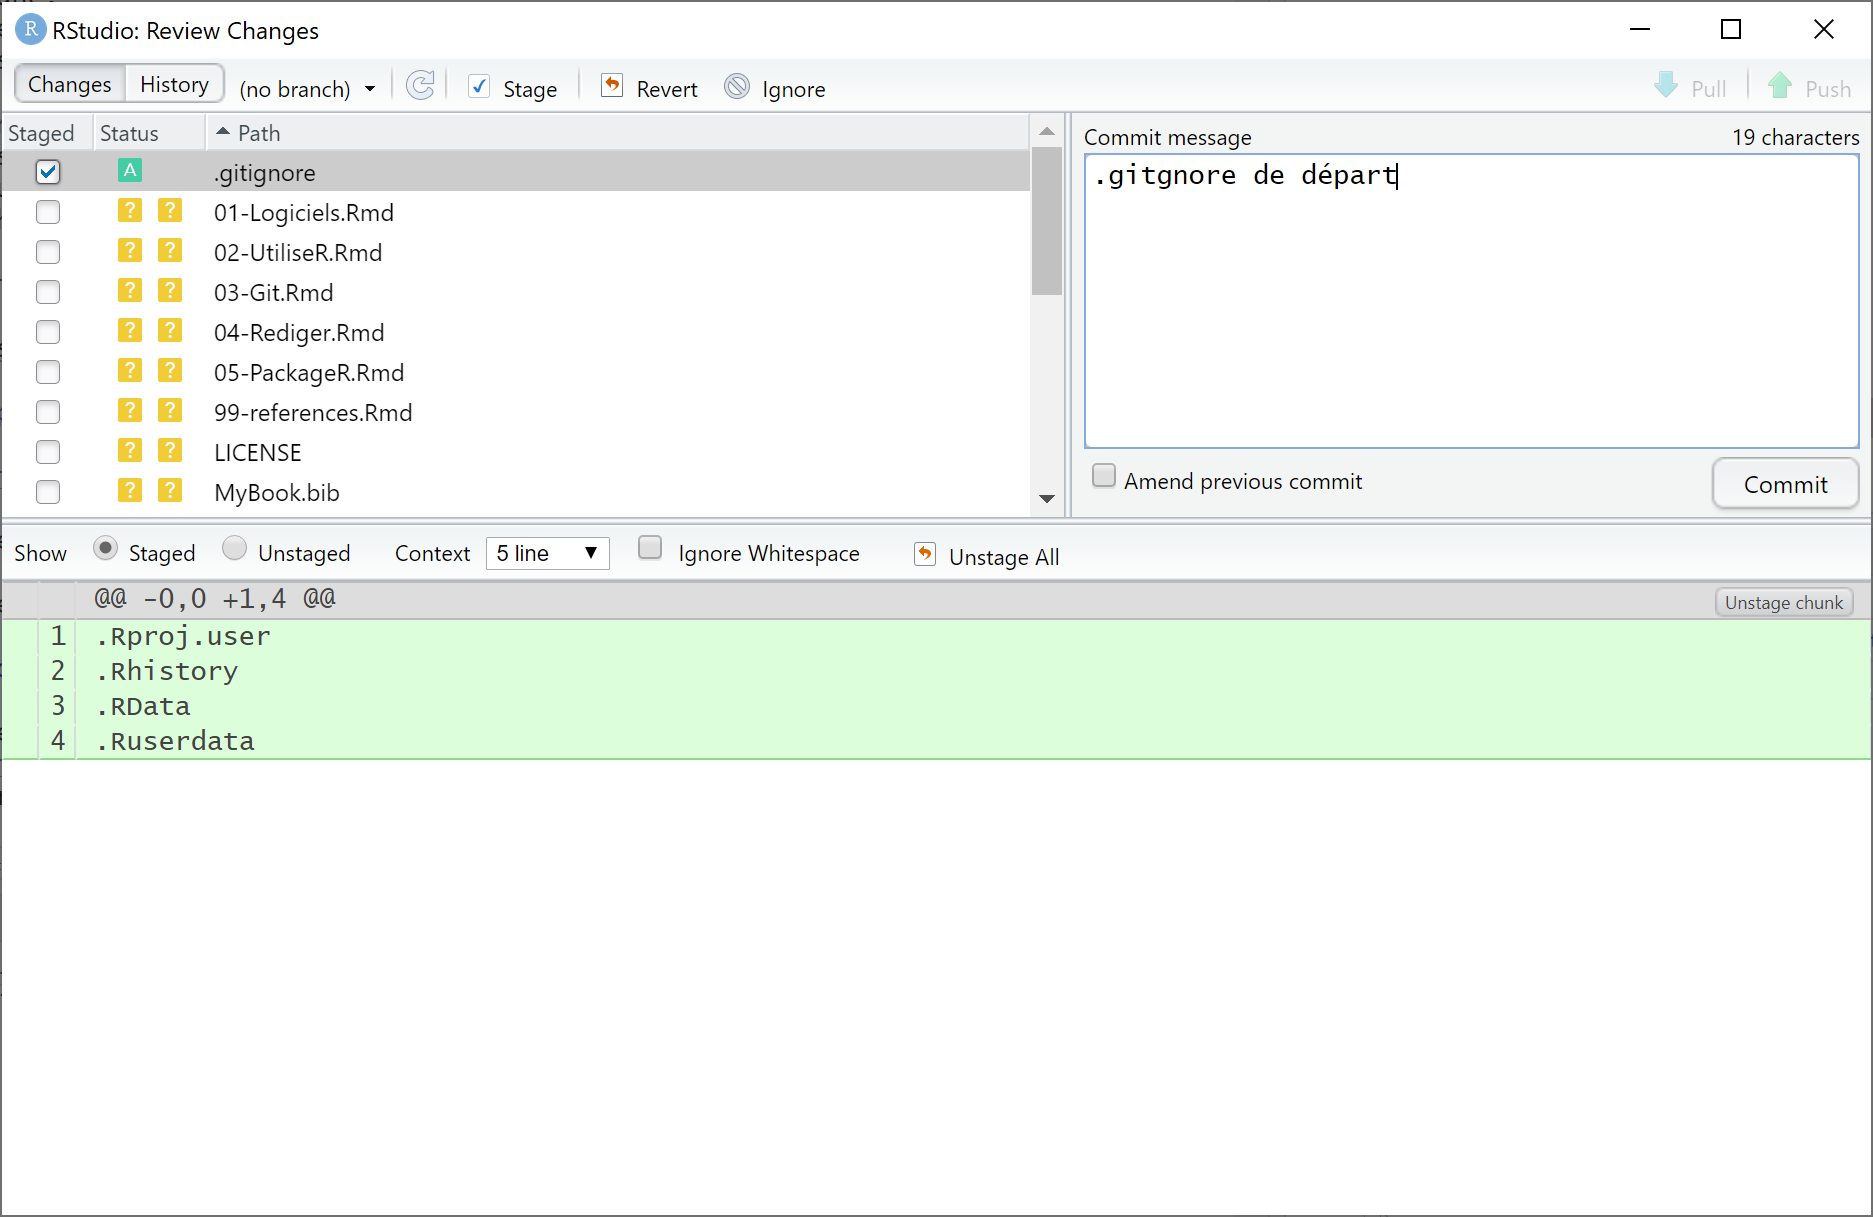 R RStudio: Review Changes
Changes History (no branch) Stage Revert Ignore Pull Push
Staged Status Path
A .gitignore
? ? 01-Logiciels.Rmd
? ? 02-UtiliseR.Rmd
? ? 03-Git.Rmd
? ? 04-Rediger.Rmd
? ? 05-PackageR.Rmd
? ? 99-references.Rmd
? ? LICENSE
? ? MyBook.bib
Commit message 19 characters
.gitgnore de départ
Amend previous commit Commit
Show Staged Unstaged Context 5 line Ignore Whitespace Unstage All
@@ -0,0 +1,4 @@ Unstage chunk
1 .Rproj.user
2 .Rhistory
3 .RData
4 .Ruserdata